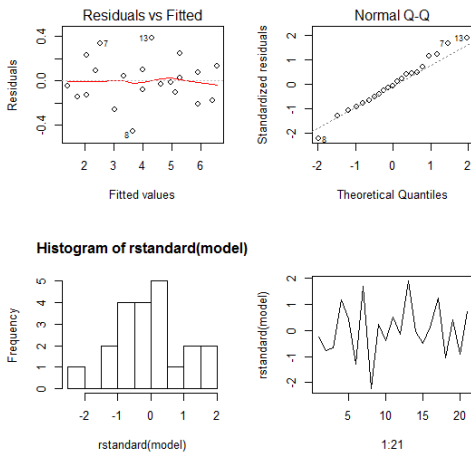 Residuals vs Fitted
Residuals
0.4
0.0
-0.4
7
13
8
2 3 4 5 6
Fitted values
Normal Q-Q
Standardized residuals
2
1
0
-1
-2
7
13
8
-2 -1 0 1 2
Theoretical Quantiles
Histogram of rstandard(model)
Frequency
5
4
3
2
1
0
-2 -1 0 1 2
rstandard(model)
rstandard(model)
2
1
0
-1
-2
5 10 15 20
1:21